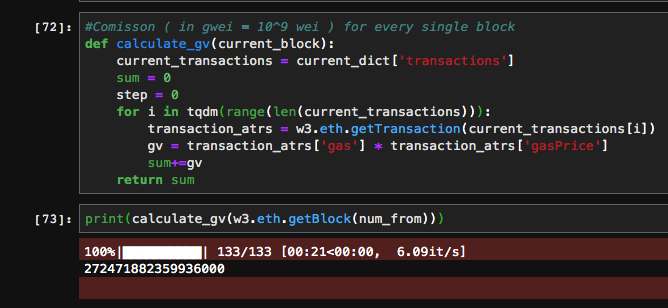 [72]: #Comisson ( in gwei = 10^9 wei ) for every single block
def calculate_gv(current_block):
    current_transactions = current_dict['transactions']
    sum = 0
    step = 0
    for i in tqdm(range(len(current_transactions))):
        transaction_atrs = w3.eth.getTransaction(current_transactions[i])
        gv = transaction_atrs['gas'] * transaction_atrs['gasPrice']
        sum+=gv
    return sum
[73]: print(calculate_gv(w3.eth.getBlock(num_from)))
100%|██████████| 133/133 [00:21<00:00,  6.09it/s]
272471882359936000